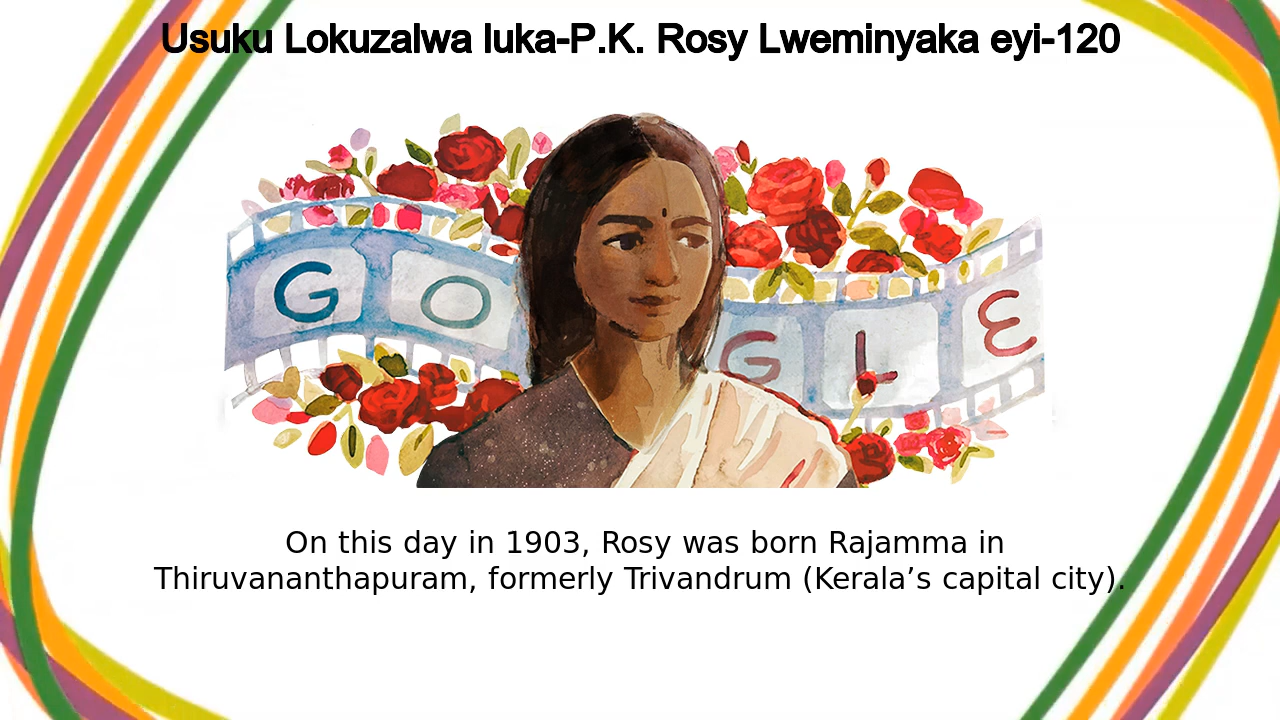 Usuku Lokuzalwa luka-P.K. Rosy Lweminyaka eyi-120
GOGLE
On this day in 1903, Rosy was born Rajamma in
Thiruvananthapuram, formerly Trivandrum (Kerala’s capital city).